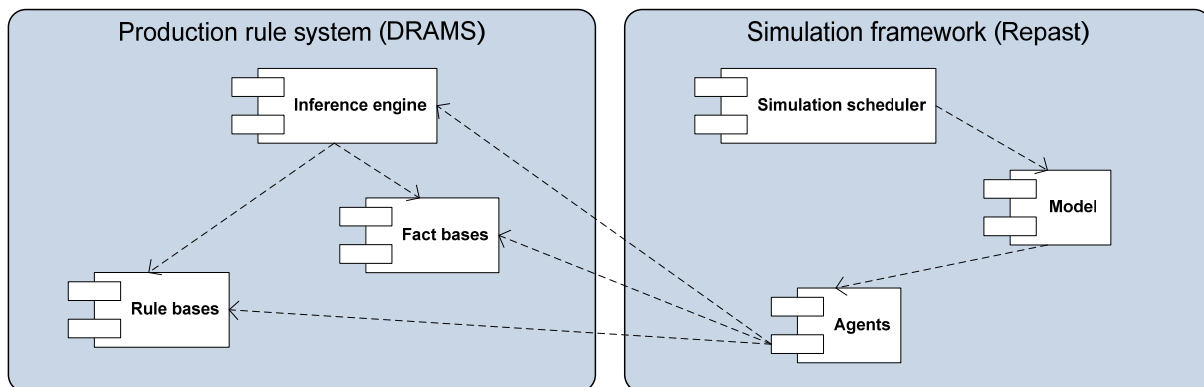 Production rule system (DRAMS)
Inference engine
Fact bases
Rule bases
Simulation framework (Repast)
Simulation scheduler
Model
Agents